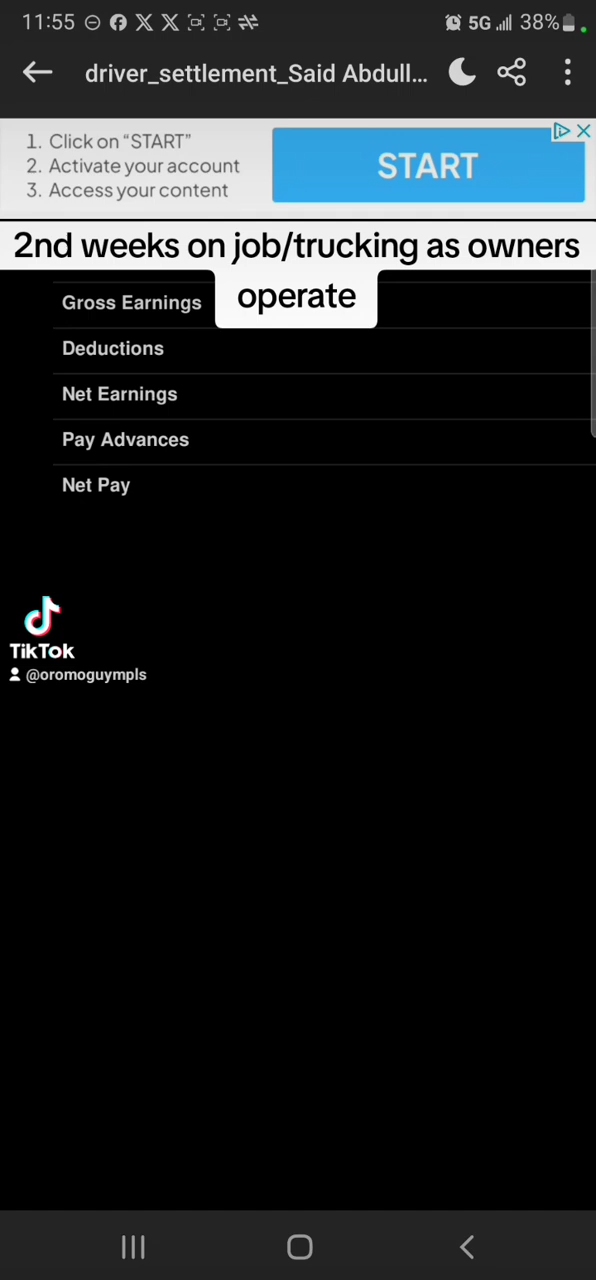 11:55
5G 38%
driver_settlement_Said Abdull...
1. Click on “START”
2. Activate your account
3. Access your content
START
2nd weeks on job/trucking as owners
operate
Gross Earnings
Deductions
Net Earnings
Pay Advances
Net Pay
TikTok
@oromoguympls